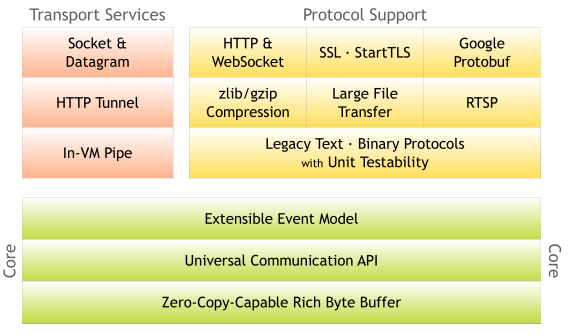 Transport Services
Protocol Support
Socket &
Datagram
HTTP Tunnel
In-VM Pipe
HTTP &
WebSocket
SSL · StartTLS
Google
Protobuf
zlib/gzip
Compression
Large File
Transfer
RTSP
Legacy Text · Binary Protocols
with Unit Testability
Core
Extensible Event Model
Universal Communication API
Zero-Copy-Capable Rich Byte Buffer
Core